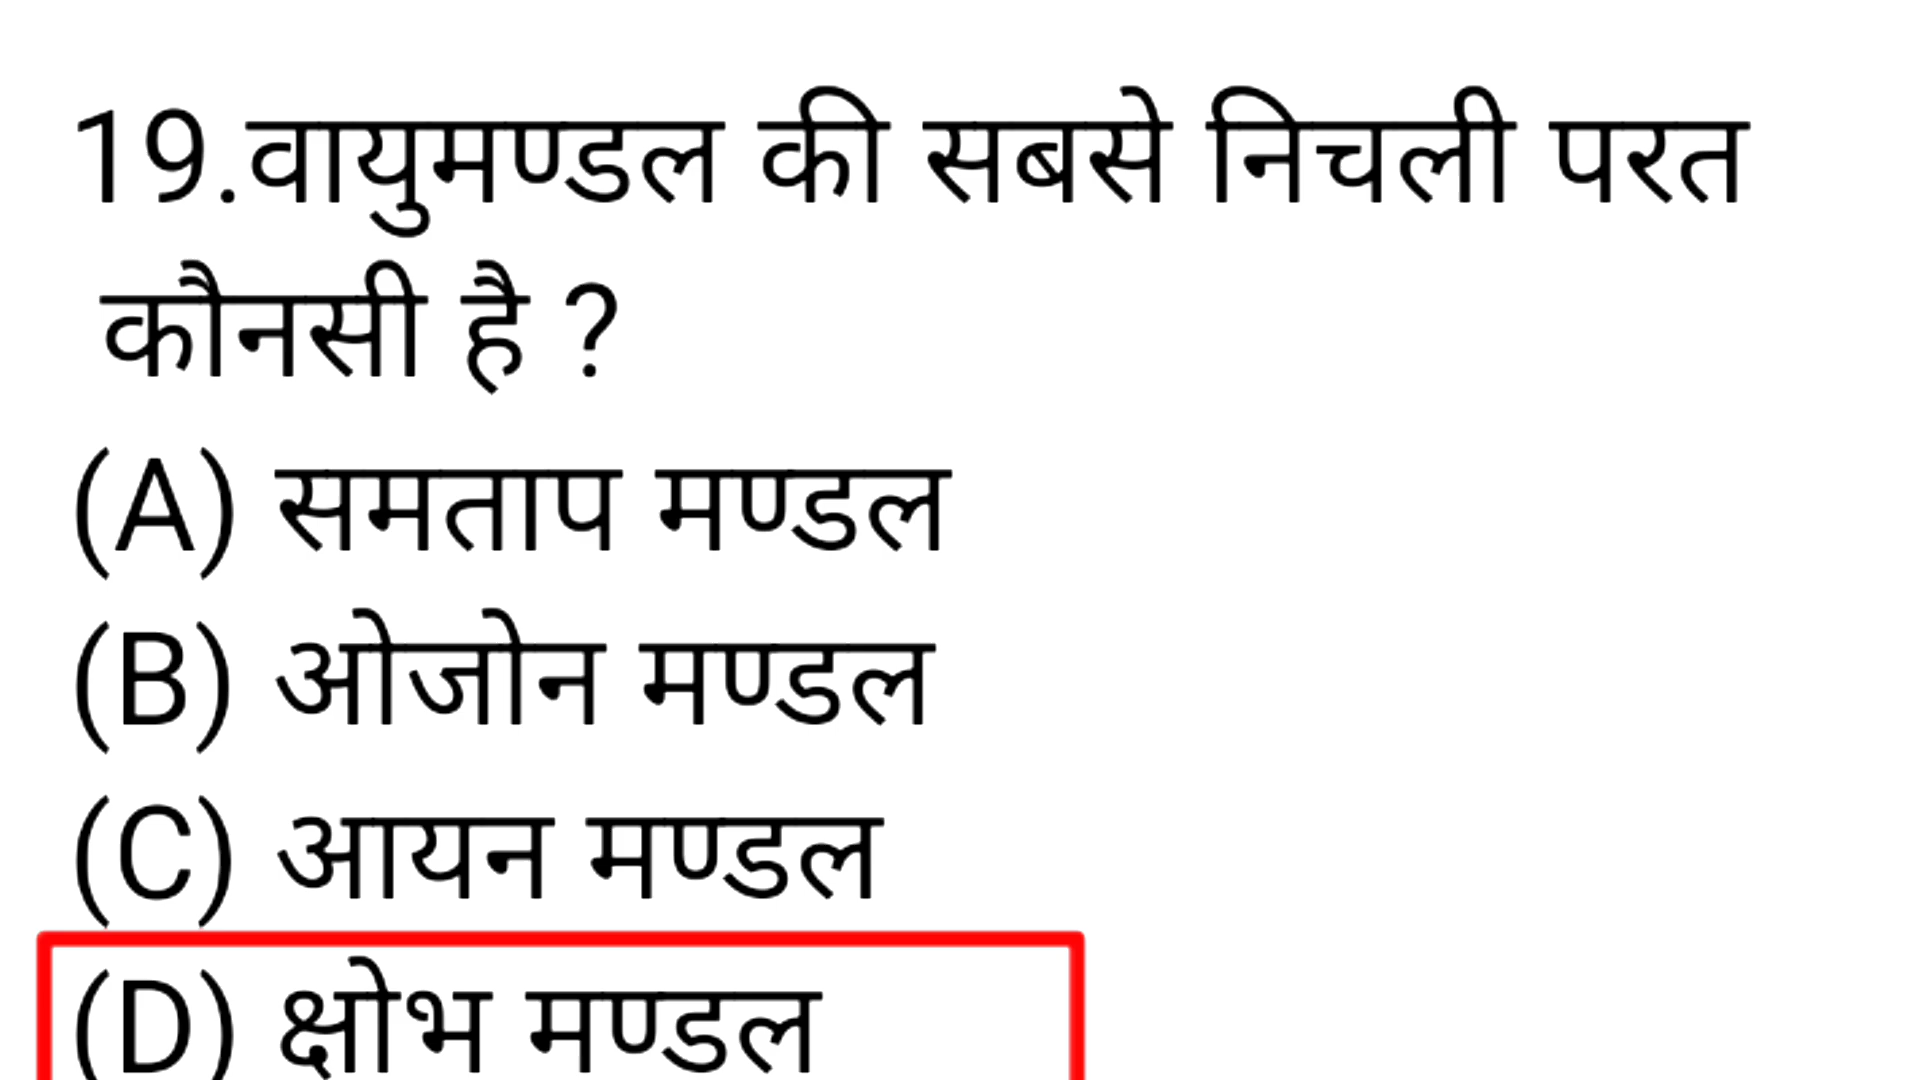 19.वायुमण्डल की सबसे निचली परत
कौनसी है ?
(A) समताप मण्डल
(B) ओजोन मण्डल
(C) आयन मण्डल
(D) क्षोभ मण्डल